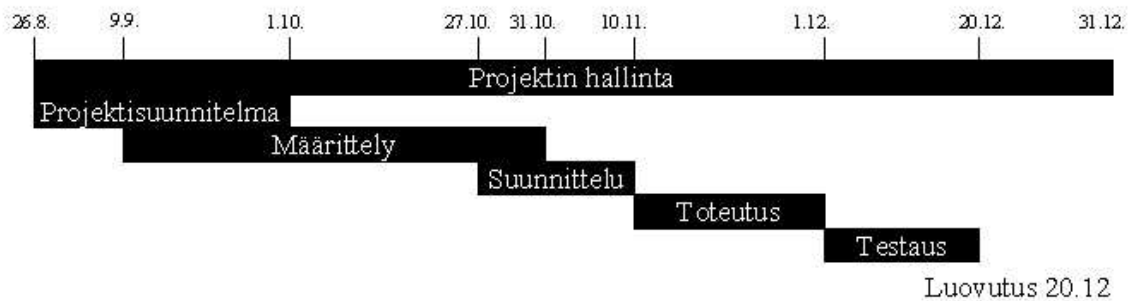 26.8. 9.9. 1.10. 27.10. 31.10. 10.11. 1.12. 20.12. 31.12.
Projektin hallinta
Projektisuunnitelma
Määrittely
Suunnittelu
Toteutus
Testaus
Luovutus 20.12